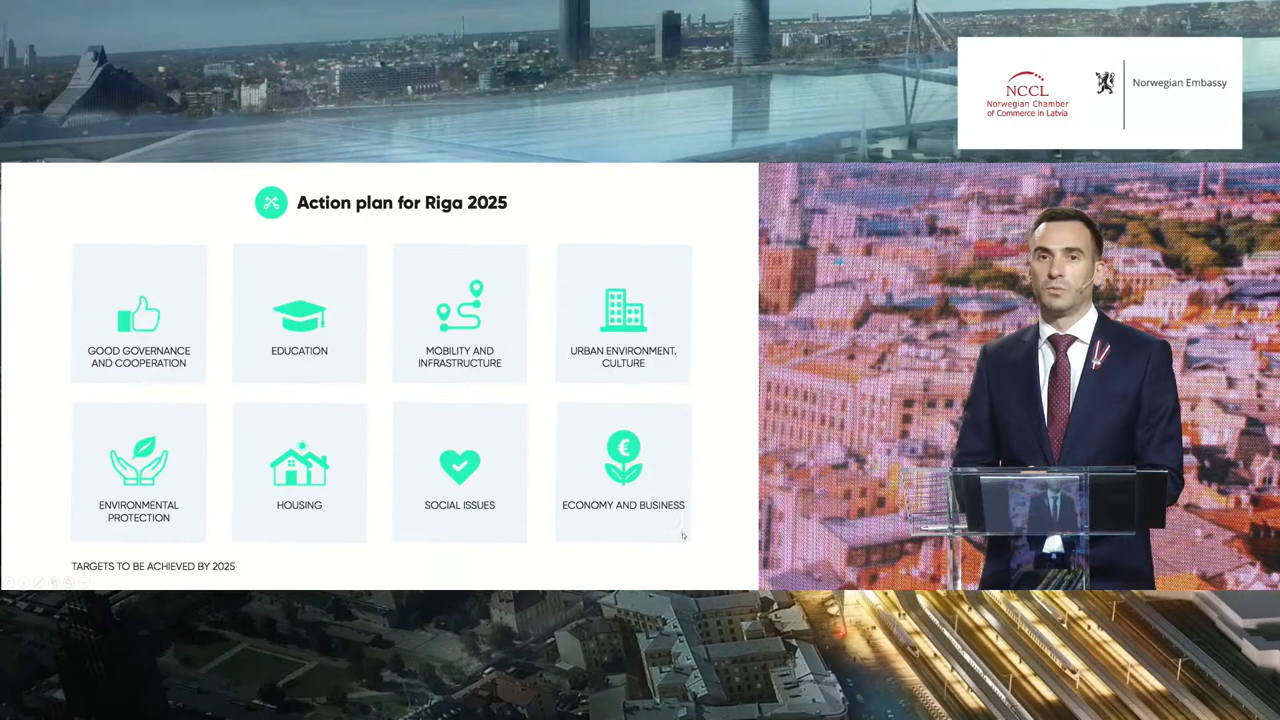 NCCL
Norwegian Chamber
of Commerce in Latvia
Norwegian Embassy
Action plan for Riga 2025
GOOD GOVERNANCE
AND COOPERATION
EDUCATION
MOBILITY AND
INFRASTRUCTURE
URBAN ENVIRONMENT.
CULTURE
ENVIRONMENTAL
PROTECTION
HOUSING
SOCIAL ISSUES
€
ECONOMY AND BUSINESS
TARGETS TO BE ACHIEVED BY 2025